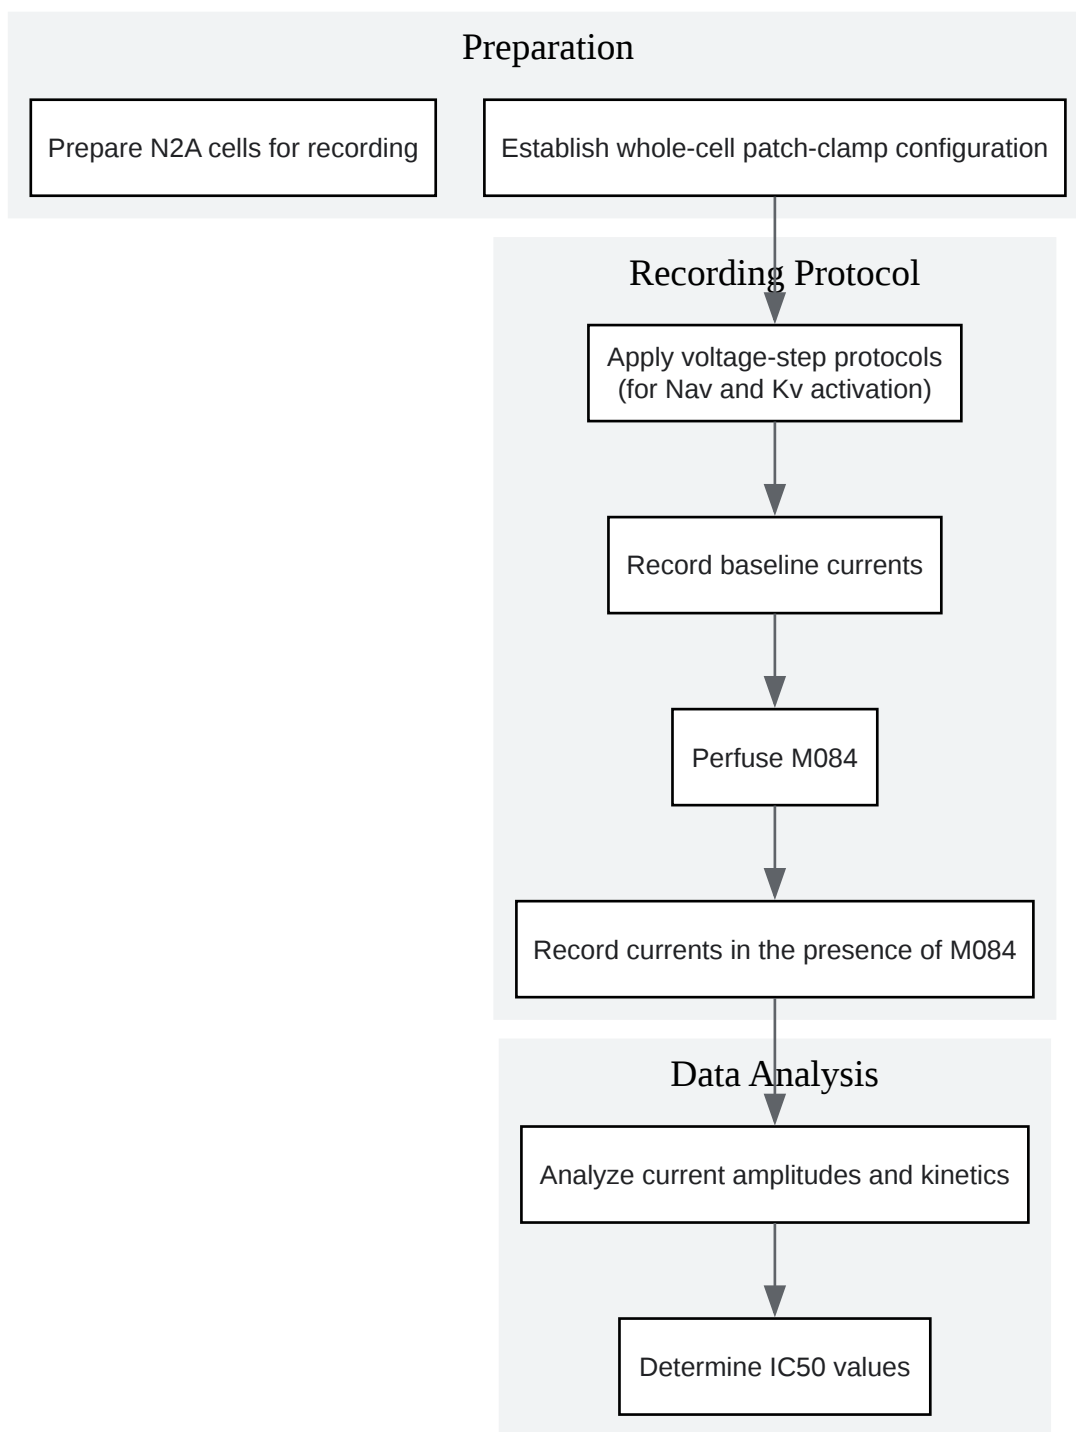 Preparation
Prepare N2A cells for recording
Establish whole-cell patch-clamp configuration
Recording Protocol
Apply voltage-step protocols
(for Nav and Kv activation)
Record baseline currents
Perfuse M084
Record currents in the presence of M084
Data Analysis
Analyze current amplitudes and kinetics
Determine IC50 values